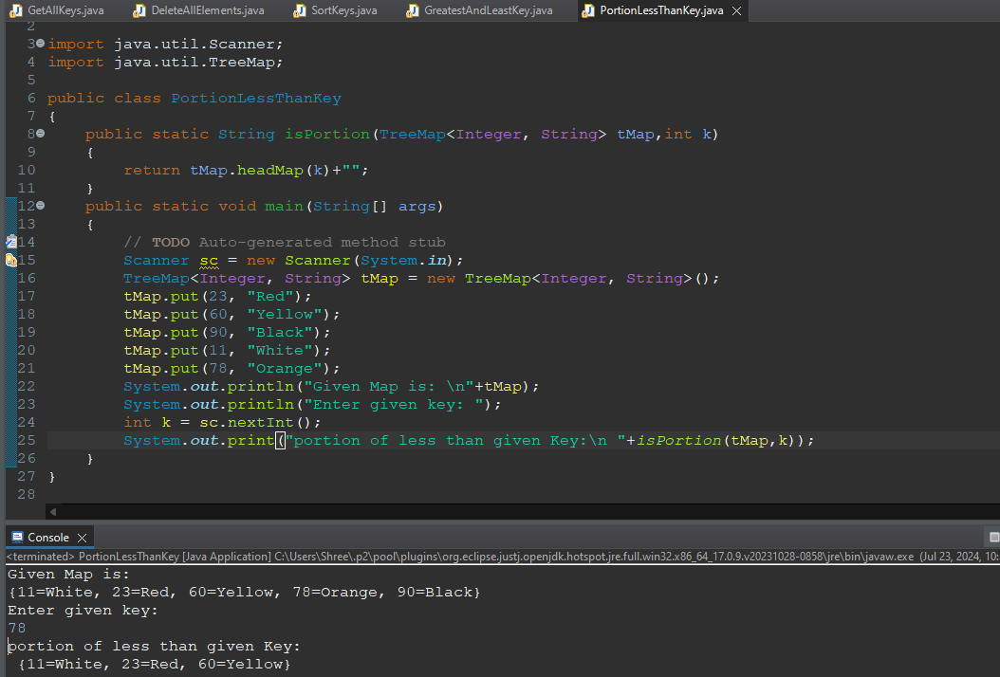 GetAllKeys.java DeleteAllElements.java SortKeys.java GreatestAndLeastKey.java PortionLessThanKey.java
2
3 import java.util.Scanner;
4 import java.util.TreeMap;
5
6 public class PortionLessThanKey
7 {
8 public static String isPortion(TreeMap<Integer, String> tMap,int k)
9 {
10 return tMap.headMap(k)+"";
11 }
12 public static void main(String[] args)
13 {
14 // TODO Auto-generated method stub
15 Scanner sc = new Scanner(System.in);
16 TreeMap<Integer, String> tMap = new TreeMap<Integer, String>();
17 tMap.put(23, "Red");
18 tMap.put(60, "Yellow");
19 tMap.put(90, "Black");
20 tMap.put(11, "White");
21 tMap.put(78, "Orange");
22 System.out.println("Given Map is: \n"+tMap);
23 System.out.println("Enter given key: ");
24 int k = sc.nextInt();
25 System.out.print("portion of less than given Key:\n "+isPortion(tMap,k));
26 }
27 }
28
Console
<terminated> PortionLessThanKey [Java Application] C:\Users\Shree\.p2\pool\plugins\org.eclipse.justj.openjdk.hotspot.jre.full.win32.x86_64_17.0.9.v20231028-0858\jre\bin\javaw.exe (Jul 23, 2024, 10:
Given Map is:
{11=White, 23=Red, 60=Yellow, 78=Orange, 90=Black}
Enter given key:
78
portion of less than given Key:
{11=White, 23=Red, 60=Yellow}